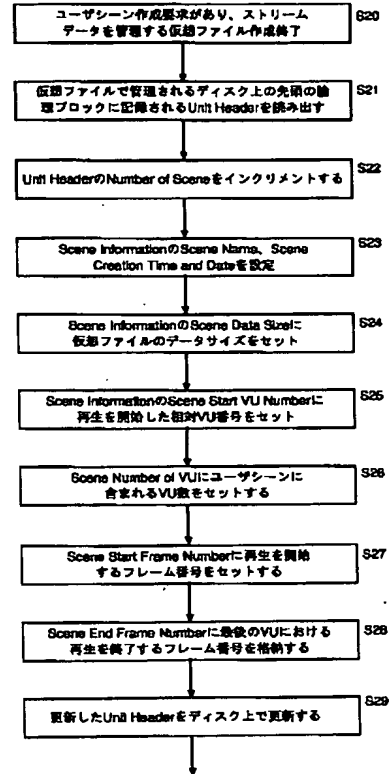 ユーザシーン作成要求があり、ストリーム
データを管理する仮想ファイル作成終了
S20
仮想ファイルで管理されるディスク上の先頭の論
理ブロックに記録されるUnit Headerを読み出す
S21
Unit HeaderのNumber of Sceneをインクリメントする
S22
Scene InformationのScene Name、Scene
Creation Time and Dateを設定
S23
Scene InformationのScene Data Sizeに
仮想ファイルのデータサイズをセット
S24
Scene InformationのScene Start VU Numberに
再生を開始した相対VU番号をセット
S25
Scene Number of VUにユーザシーンに
含まれるVU数をセットする
S26
Scene Start Frame Numberに再生を開始
するフレーム番号をセットする
S27
Scene End Frame Numberに最後のVUにおける
再生を終了するフレーム番号を格納する
S28
更新したUnit Headerをディスク上で更新する
S29